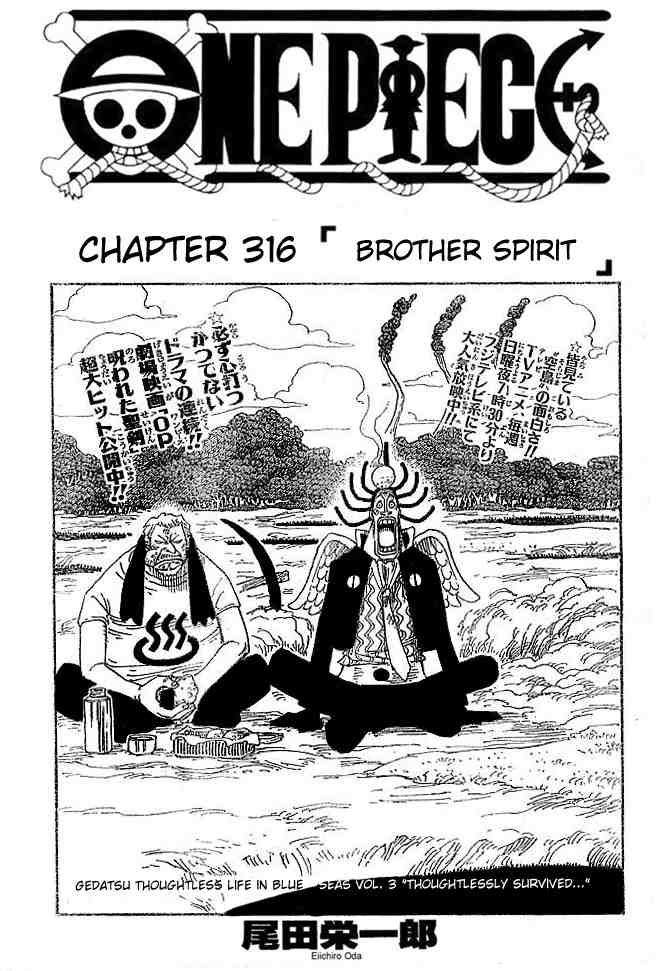 ONE PIECE
CHAPTER 316 「 BROTHER SPIRIT 」
☆皆見ている
空島かの面白さ!!
TVアニメ・毎週
日曜夜7時30分より
フジテレビ系にて
大人気放映中!!
☆必ず心打つ
かつてない
ドラマの連続!!
劇場映画「OP
呪われた聖剣」
超大ヒット公開中!!
GEDATSU THOUGHTLESS LIFE IN BLUE SEAS VOL. 3 "THOUGHTLESSLY SURVIVED..."
尾田栄一郎
Eiichiro Oda